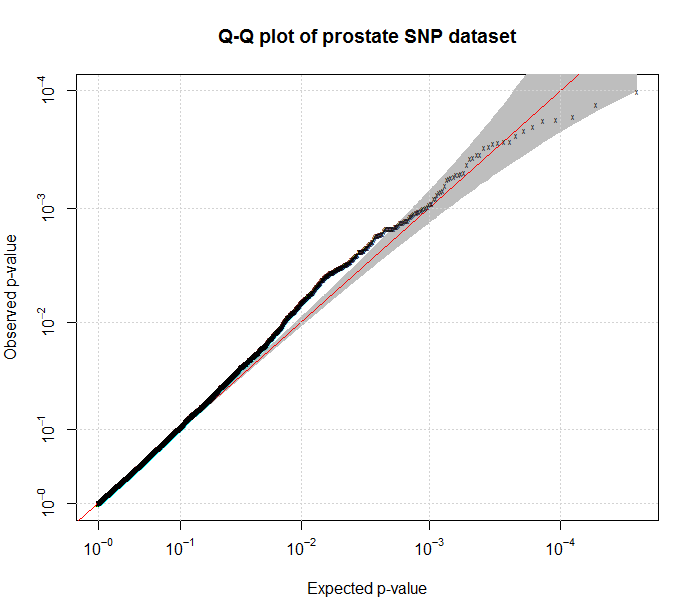 Q-Q plot of prostate SNP dataset
Observed p-value
10⁻⁴
10⁻³
10⁻²
10⁻¹
10⁻⁰
10⁻⁰ 10⁻¹ 10⁻² 10⁻³ 10⁻⁴
Expected p-value